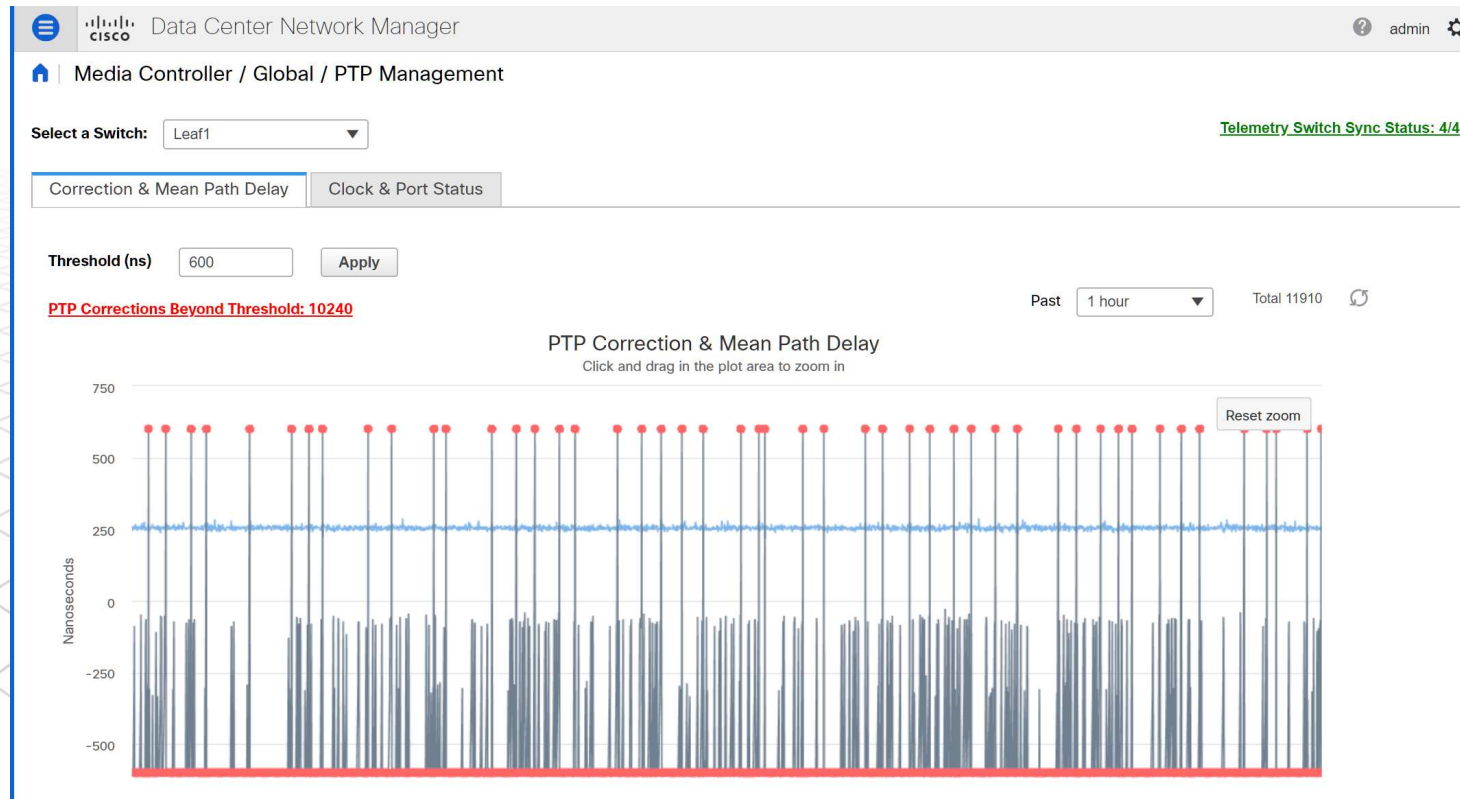 cisco Data Center Network Manager
admin
Media Controller / Global / PTP Management
Select a Switch: Leaf1
Telemetry Switch Sync Status: 4/4
Correction & Mean Path Delay Clock & Port Status
Threshold (ns) 600 Apply
PTP Corrections Beyond Threshold: 10240
Past 1 hour Total 11910
PTP Correction & Mean Path Delay
Click and drag in the plot area to zoom in
Reset zoom
Nanoseconds
750
500
250
0
-250
-500